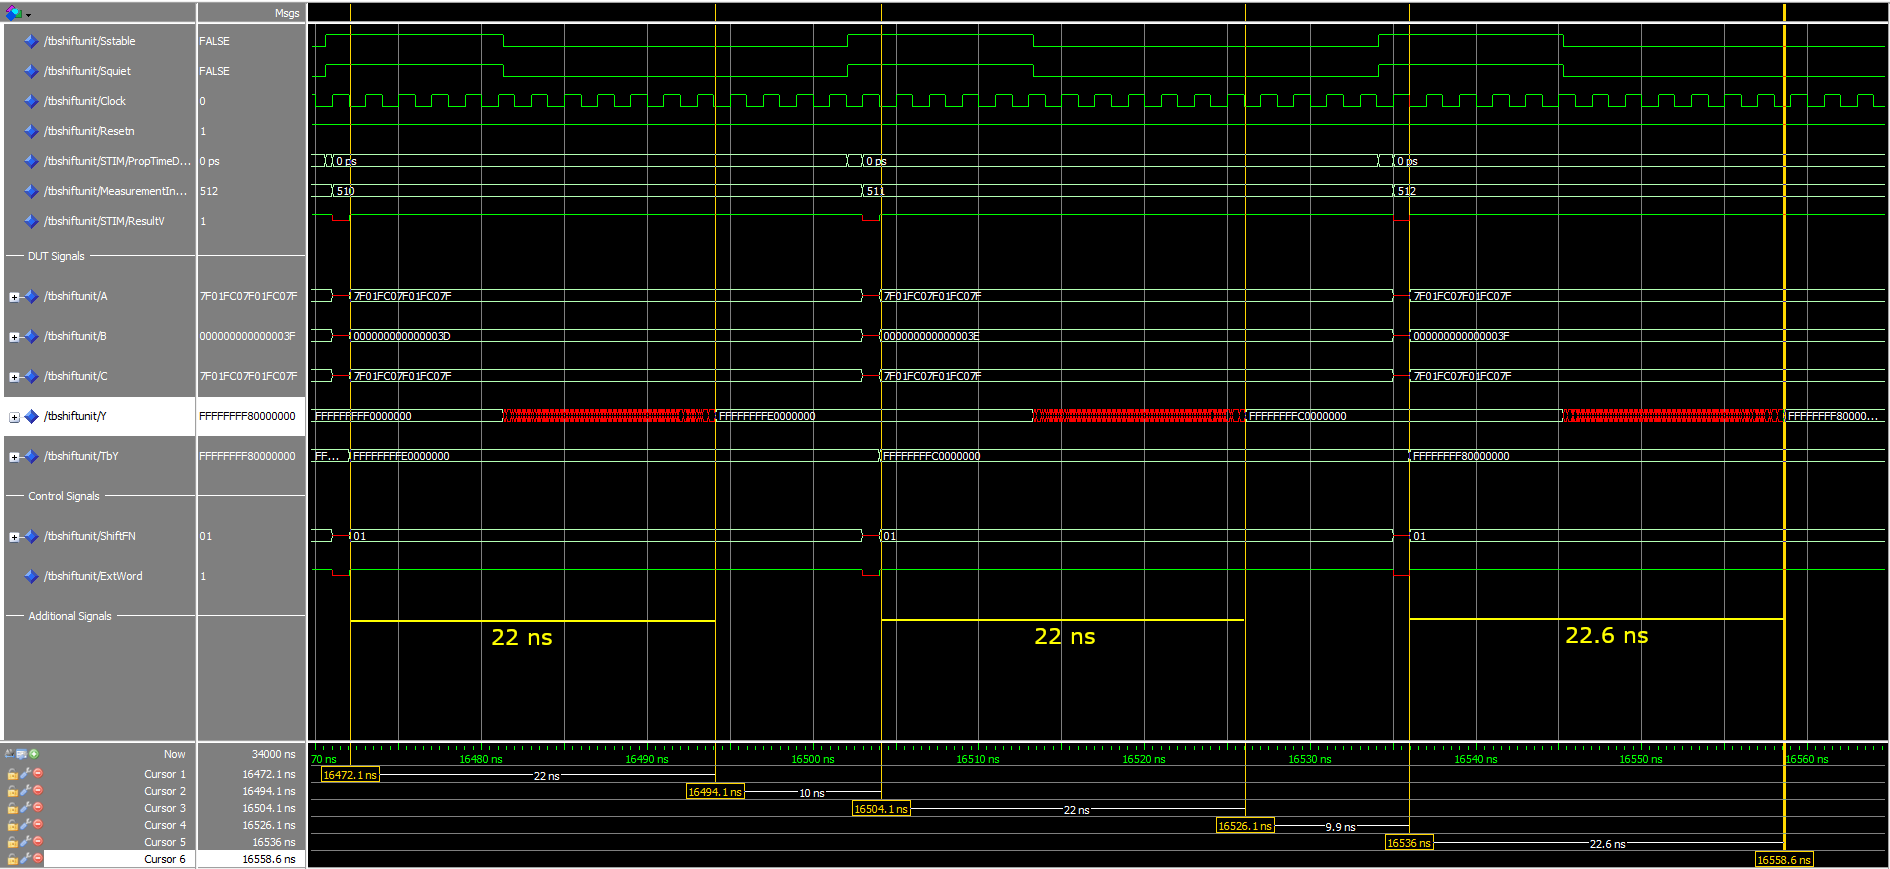 Msgs
/tbshiftunit/Sstable FALSE
/tbshiftunit/Squiet FALSE
/tbshiftunit/Clock 0
/tbshiftunit/Resetn 1
/tbshiftunit/STIM/PropTimeD... 0 ps 0 ps 0 ps 0 ps
/tbshiftunit/MeasurementIn... 512 510 511 512
/tbshiftunit/STIM/ResultV 1
DUT Signals
/tbshiftunit/A 7F01FC07F01FC07F 7F01FC07F01FC07F 7F01FC07F01FC07F 7F01FC07F01FC07F
/tbshiftunit/B 000000000000003F 000000000000003D 000000000000003E 000000000000003F
/tbshiftunit/C 7F01FC07F01FC07F 7F01FC07F01FC07F 7F01FC07F01FC07F 7F01FC07F01FC07F
/tbshiftunit/Y FFFFFFFF80000000 FFFFFFFFF0000000 FFFFFFFFE0000000 FFFFFFFFC0000000 FFFFFFFF80000...
/tbshiftunit/TbY FFFFFFFF80000000 FF... FFFFFFFFE0000000 FFFFFFFFC0000000 FFFFFFFF80000000
Control Signals
/tbshiftunit/ShiftFN 01 01 01 01
/tbshiftunit/ExtWord 1
Additional Signals
22 ns 22 ns 22.6 ns
Now 34000 ns 70 ns 16480 ns 16490 ns 16500 ns 16510 ns 16520 ns 16530 ns 16540 ns 16550 ns 16560 ns
Cursor 1 16472.1 ns 16472.1 ns 22 ns
Cursor 2 16494.1 ns 16494.1 ns 10 ns
Cursor 3 16504.1 ns 16504.1 ns 22 ns
Cursor 4 16526.1 ns 16526.1 ns 9.9 ns
Cursor 5 16536 ns 16536 ns 22.6 ns
Cursor 6 16558.6 ns 16558.6 ns